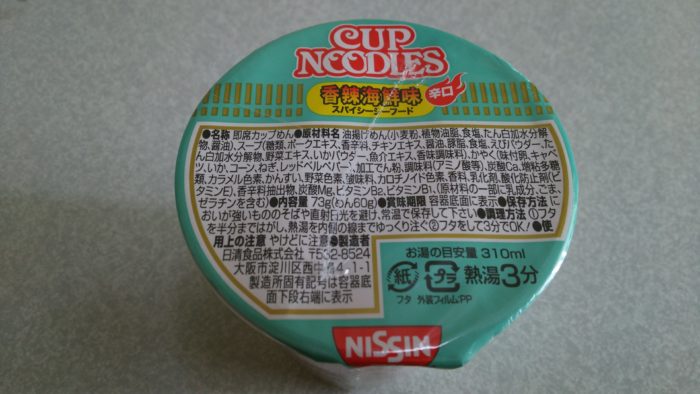 CUP
NOODLES
香辣海鮮味
辛口
スパイシーシーフード
●名称 即席カップめん●原材料名 油揚げめん(小麦粉、植物油脂、食塩、たん白加水分解
物、醤油)、スープ(糖類、ポークエキス、香辛料、チキンエキス、醤油、豚脂、食塩、えびパウダー、た
ん白加水分解物、野菜エキス、いかパウダー、魚介エキス、香味調味料)、かやく(味付卵、キャベ
ツ、いか、コーン、ねぎ、レッドベルペパー)、加工でん粉、調味料(アミノ酸等)、炭酸Ca、増粘多糖
類、カラメル色素、かんすい、野菜色素、酸味料、カロチノイド色素、香料、乳化剤、酸化防止剤(ビ
タミンE)、香辛料抽出物、炭酸Mg、ビタミンB2、ビタミンB1、(原材料の一部に乳成分、ごま、
ゼラチンを含む)●内容量 73g(めん60g)●賞味期限 容器底面に表示●保存方法 に
おいが強いもののそばや直射日光を避け、常温で保存して下さい●調理方法 ①フタ
を半分まではがし、熱湯を内側の線までゆっくり注ぐ②フタをして3分でOK!●使
用上の注意 やけどに注意●製造者
日清食品株式会社 〒532-8524
大阪市淀川区西中島4-1-1
製造所固有記号は容器底
面下段右端に表示
お湯の目安量 310ml
紙
フタ
プラ
外装フィルム:PP
熱湯3分
NISSIN